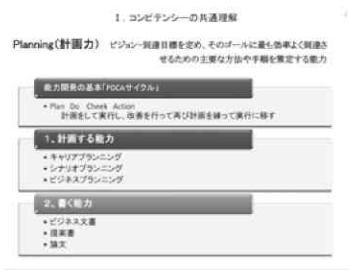 I. コンピテンシーの共通理解
Planning(計画力) ビジョン・到達目標を定め、そのゴールに最も効率よく到達さ
せるための主要な方法や手順を策定する能力
能力開発の基本「PDCAサイクル」
• Plan Do Cheek Action
計画をして実行し、改善を行って再び計画を練って実行に移す
1、計画する能力
• キャリアプランニング
• シナリオプランニング
• ビジネスプランニング
2、書く能力
• ビジネス文書
• 提案書
• 論文